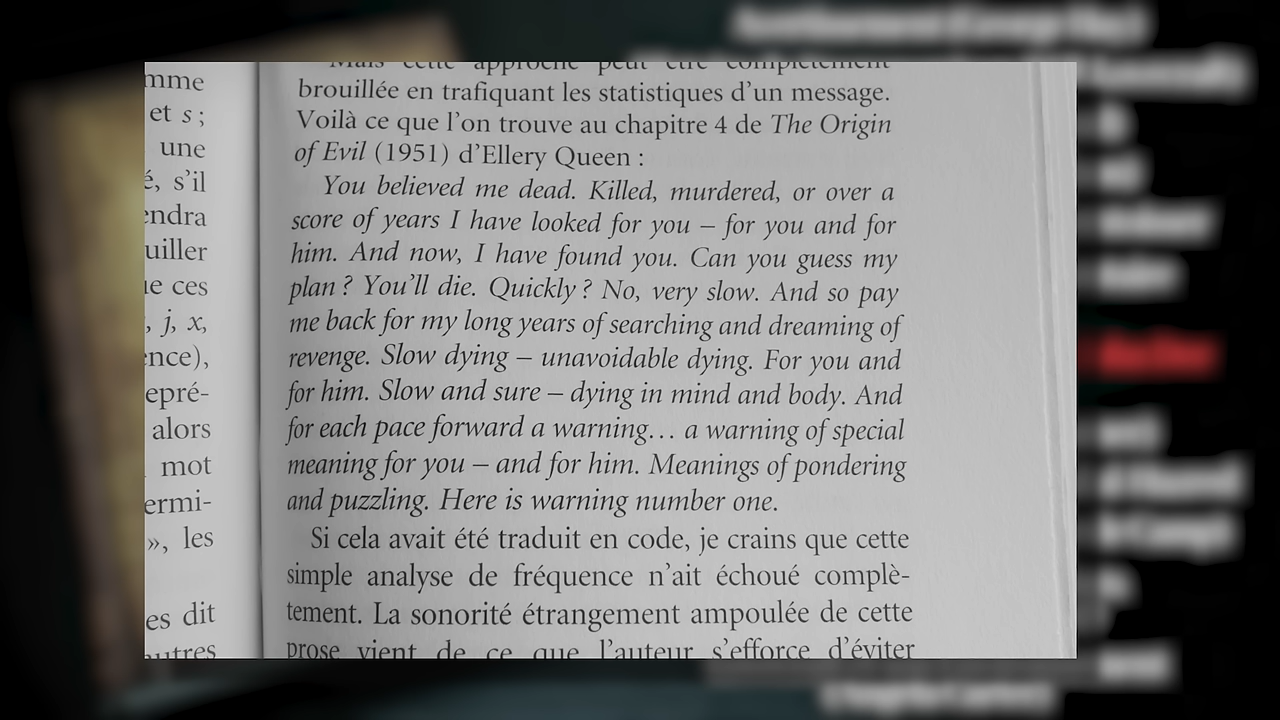 mme
et s ;
une
é, s'il
endra
uiller
ue ces
, j, x,
ence),
epré-
alors
mot
ermi-
», les
es dit
autres
Mais cette approche peut être complètement
brouillée en trafiquant les statistiques d'un message.
Voilà ce que l'on trouve au chapitre 4 de The Origin
of Evil (1951) d'Ellery Queen :
You believed me dead. Killed, murdered, or over a
score of years I have looked for you – for you and for
him. And now, I have found you. Can you guess my
plan ? You'll die. Quickly ? No, very slow. And so pay
me back for my long years of searching and dreaming of
revenge. Slow dying – unavoidable dying. For you and
for him. Slow and sure – dying in mind and body. And
for each pace forward a warning… a warning of special
meaning for you – and for him. Meanings of pondering
and puzzling. Here is warning number one.
Si cela avait été traduit en code, je crains que cette
simple analyse de fréquence n'ait échoué complè-
tement. La sonorité étrangement ampoulée de cette
prose vient de ce que l'auteur s'efforce d'éviter